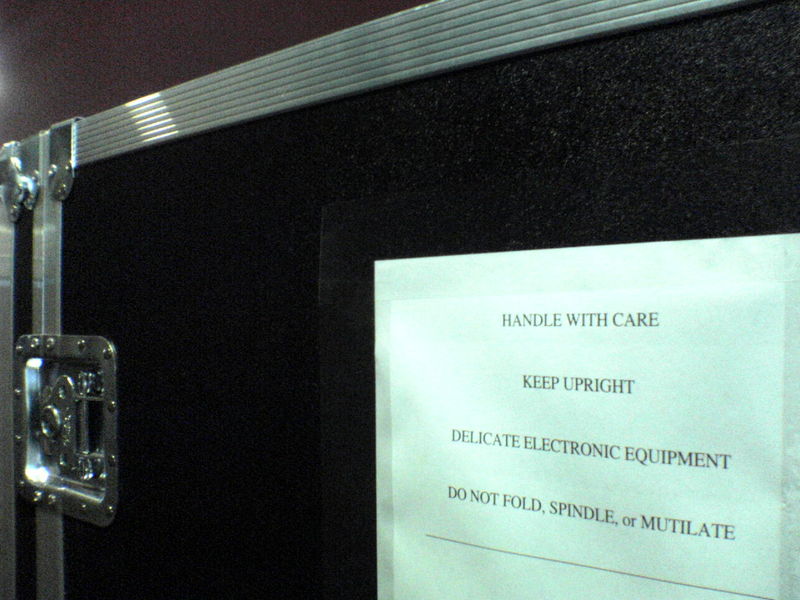 HANDLE WITH CARE
KEEP UPRIGHT
DELICATE ELECTRONIC EQUIPMENT
DO NOT FOLD, SPINDLE, or MUTILATE